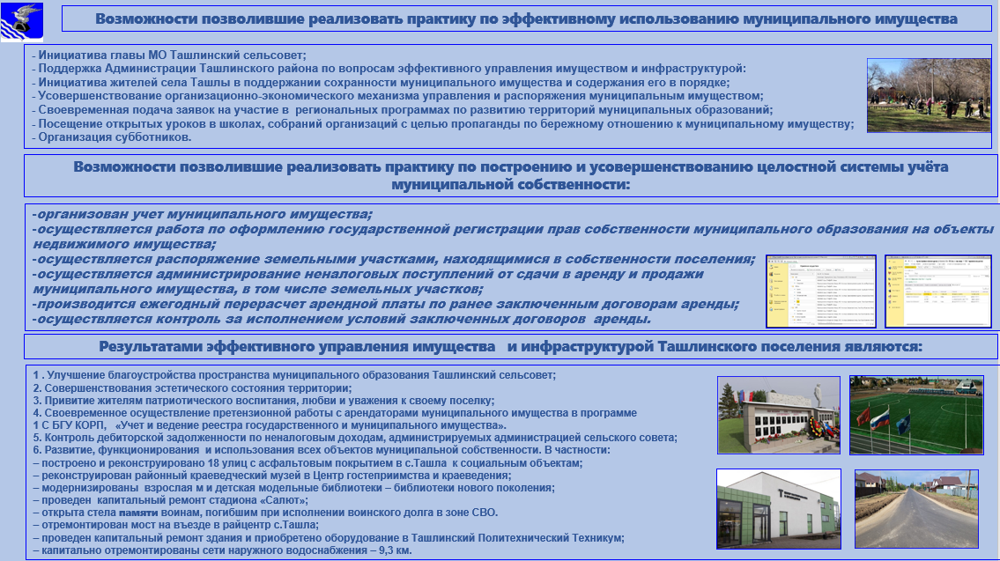 Возможности позволившие реализовать практику по эффективному использованию муниципального имущества
- Инициатива главы МО Ташлинский сельсовет;
- Поддержка Администрации Ташлинского района по вопросам эффективного управления имуществом и инфраструктурой:
- Инициатива жителей села Ташлы в поддержании сохранности муниципального имущества и содержания его в порядке;
- Усовершенствование организационно-экономического механизма управления и распоряжения муниципальным имуществом;
- Своевременная подача заявок на участие в региональных программах по развитию территорий муниципальных образований;
- Посещение открытых уроков в школах, собраний организаций с целью пропаганды по бережному отношению к муниципальному имуществу;
- Организация субботников.
Возможности позволившие реализовать практику по построению и усовершенствованию целостной системы учёта
муниципальной собственности:
-организован учет муниципального имущества;
-осуществляется работа по оформлению государственной регистрации прав собственности муниципального образования на объекты
недвижимого имущества;
-осуществляется распоряжение земельными участками, находящимися в собственности поселения;
-осуществляется администрирование неналоговых поступлений от сдачи в аренду и продажи
муниципального имущества, в том числе земельных участков;
-производится ежегодный перерасчет арендной платы по ранее заключенным договорам аренды;
-осуществляется контроль за исполнением условий заключенных договоров аренды.
Результатами эффективного управления имущества и инфраструктурой Ташлинского поселения являются:
1 . Улучшение благоустройства пространства муниципального образования Ташлинский сельсовет;
2. Совершенствования эстетического состояния территории;
3. Привитие жителям патриотического воспитания, любви и уважения к своему поселку;
4. Своевременное осуществление претензионной работы с арендаторами муниципального имущества в программе
1 С БГУ КОРП, «Учет и ведение реестра государственного и муниципального имущества».
5. Контроль дебиторской задолженности по неналоговым доходам, администрируемых администрацией сельского совета;
6. Развитие, функционирования и использования всех объектов муниципальной собственности. В частности:
– построено и реконструировано 18 улиц с асфальтовым покрытием в с.Ташла к социальным объектам;
– реконструирован районный краеведческий музей в Центр гостеприимства и краеведения;
– модернизированы взрослая м и детская модельные библиотеки – библиотеки нового поколения;
– проведен капитальный ремонт стадиона «Салют»;
– открыта стела памяти воинам, погибшим при исполнении воинского долга в зоне СВО.
– отремонтирован мост на въезде в райцентр с.Ташла;
– проведен капитальный ремонт здания и приобретено оборудование в Ташлинский Политехнический Техникум;
– капитально отремонтированы сети наружного водоснабжения – 9,3 км.